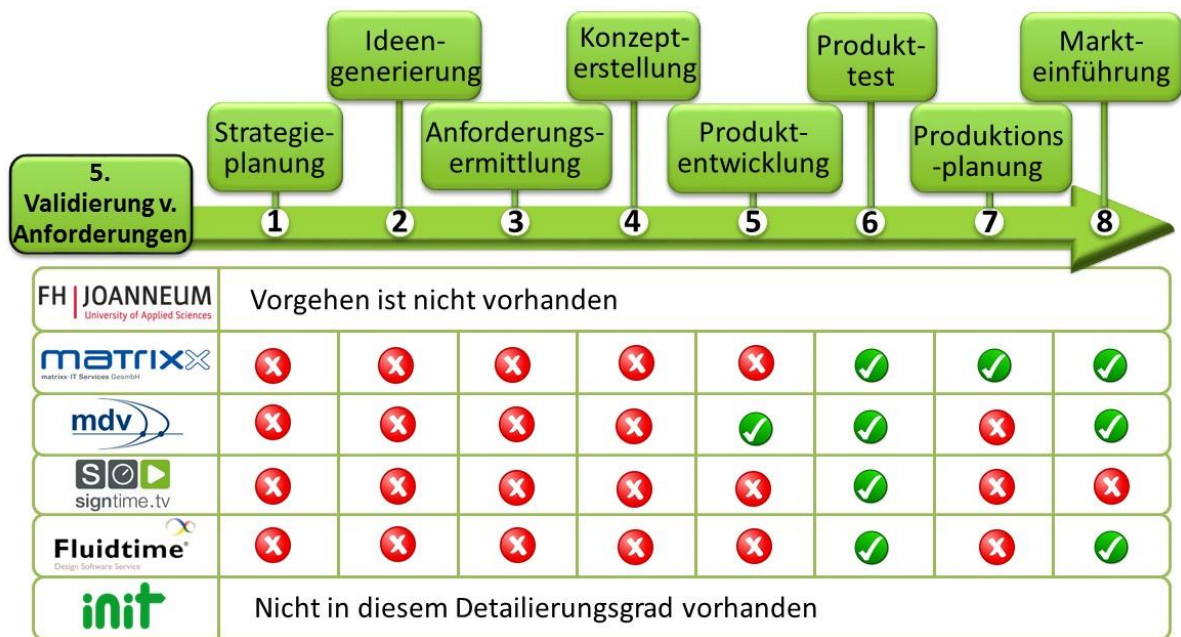 Ideen-
generierung
Konzept-
erstellung
Produkt-
test
Markt-
einführung
Strategie-
planung
Anforderungs-
ermittlung
Produkt-
entwicklung
Produktions
-planung
5.
Validierung v.
Anforderungen
1 2 3 4 5 6 7 8
FH | JOANNEUM
University of Applied Sciences
Vorgehen ist nicht vorhanden
matrixx
matrixx IT Services GesmbH
mdv
S
signtime.tv
Fluidtime
Design Software Service
init
Nicht in diesem Detailierungsgrad vorhanden